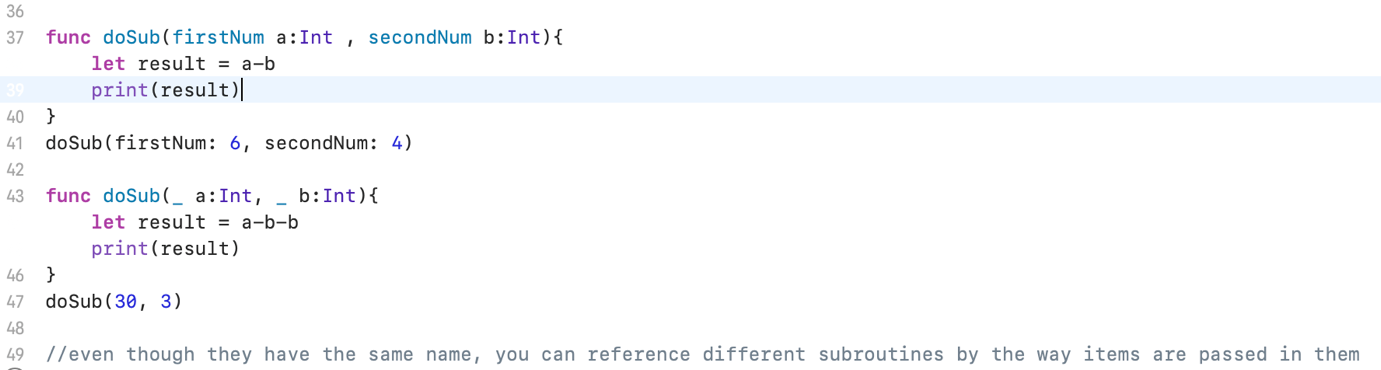 36
37 func doSub(firstNum a:Int , secondNum b:Int){
let result = a-b
39 print(result)
40 }
41 doSub(firstNum: 6, secondNum: 4)
42
43 func doSub(_ a:Int, _ b:Int){
let result = a-b-b
print(result)
46 }
47 doSub(30, 3)
48
49 //even though they have the same name, you can reference different subroutines by the way items are passed in them